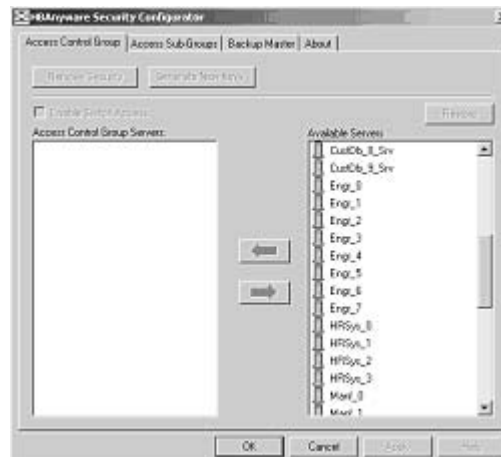 HBAnyware Security Configurator
Access Control Group
Access Sub-Groups
Backup Master
About
Remove Security
Generate New Keys
Enable Switch Access
Access Control Group Servers:
Available Servers
CustDb_8_Srv
CustDb_9_Srv
Engr_0
Engr_1
Engr_2
Engr_3
Engr_4
Engr_5
Engr_6
Engr_7
HRSys_0
HRSys_1
HRSys_2
HRSys_3
Manf_0
Manf_1
OK
Cancel
Apply
Help